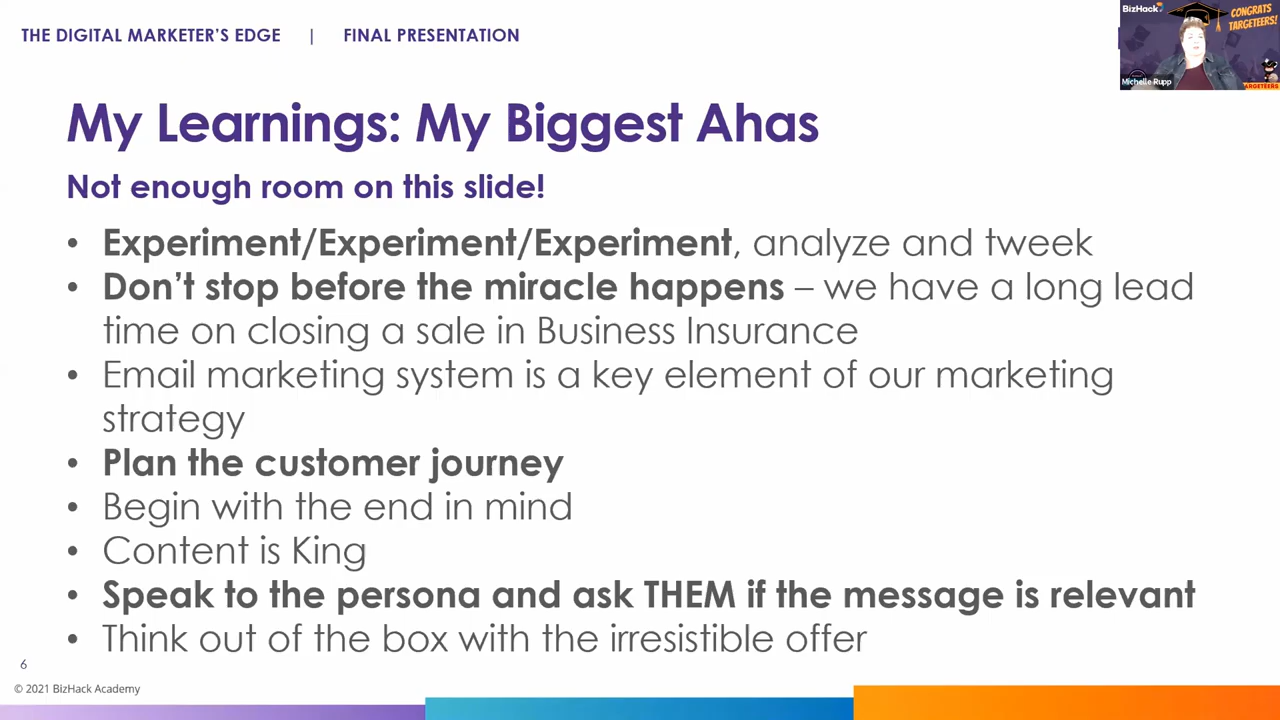 THE DIGITAL MARKETER'S EDGE | FINAL PRESENTATION
BizHack
CONGRATS
TARGETEERS!
Michelle Rupp
TARGETEERS
My Learnings: My Biggest Ahas
Not enough room on this slide!
• Experiment/Experiment/Experiment, analyze and tweek
• Don't stop before the miracle happens – we have a long lead
time on closing a sale in Business Insurance
• Email marketing system is a key element of our marketing
strategy
• Plan the customer journey
• Begin with the end in mind
• Content is King
• Speak to the persona and ask THEM if the message is relevant
• Think out of the box with the irresistible offer
6
© 2021 BizHack Academy